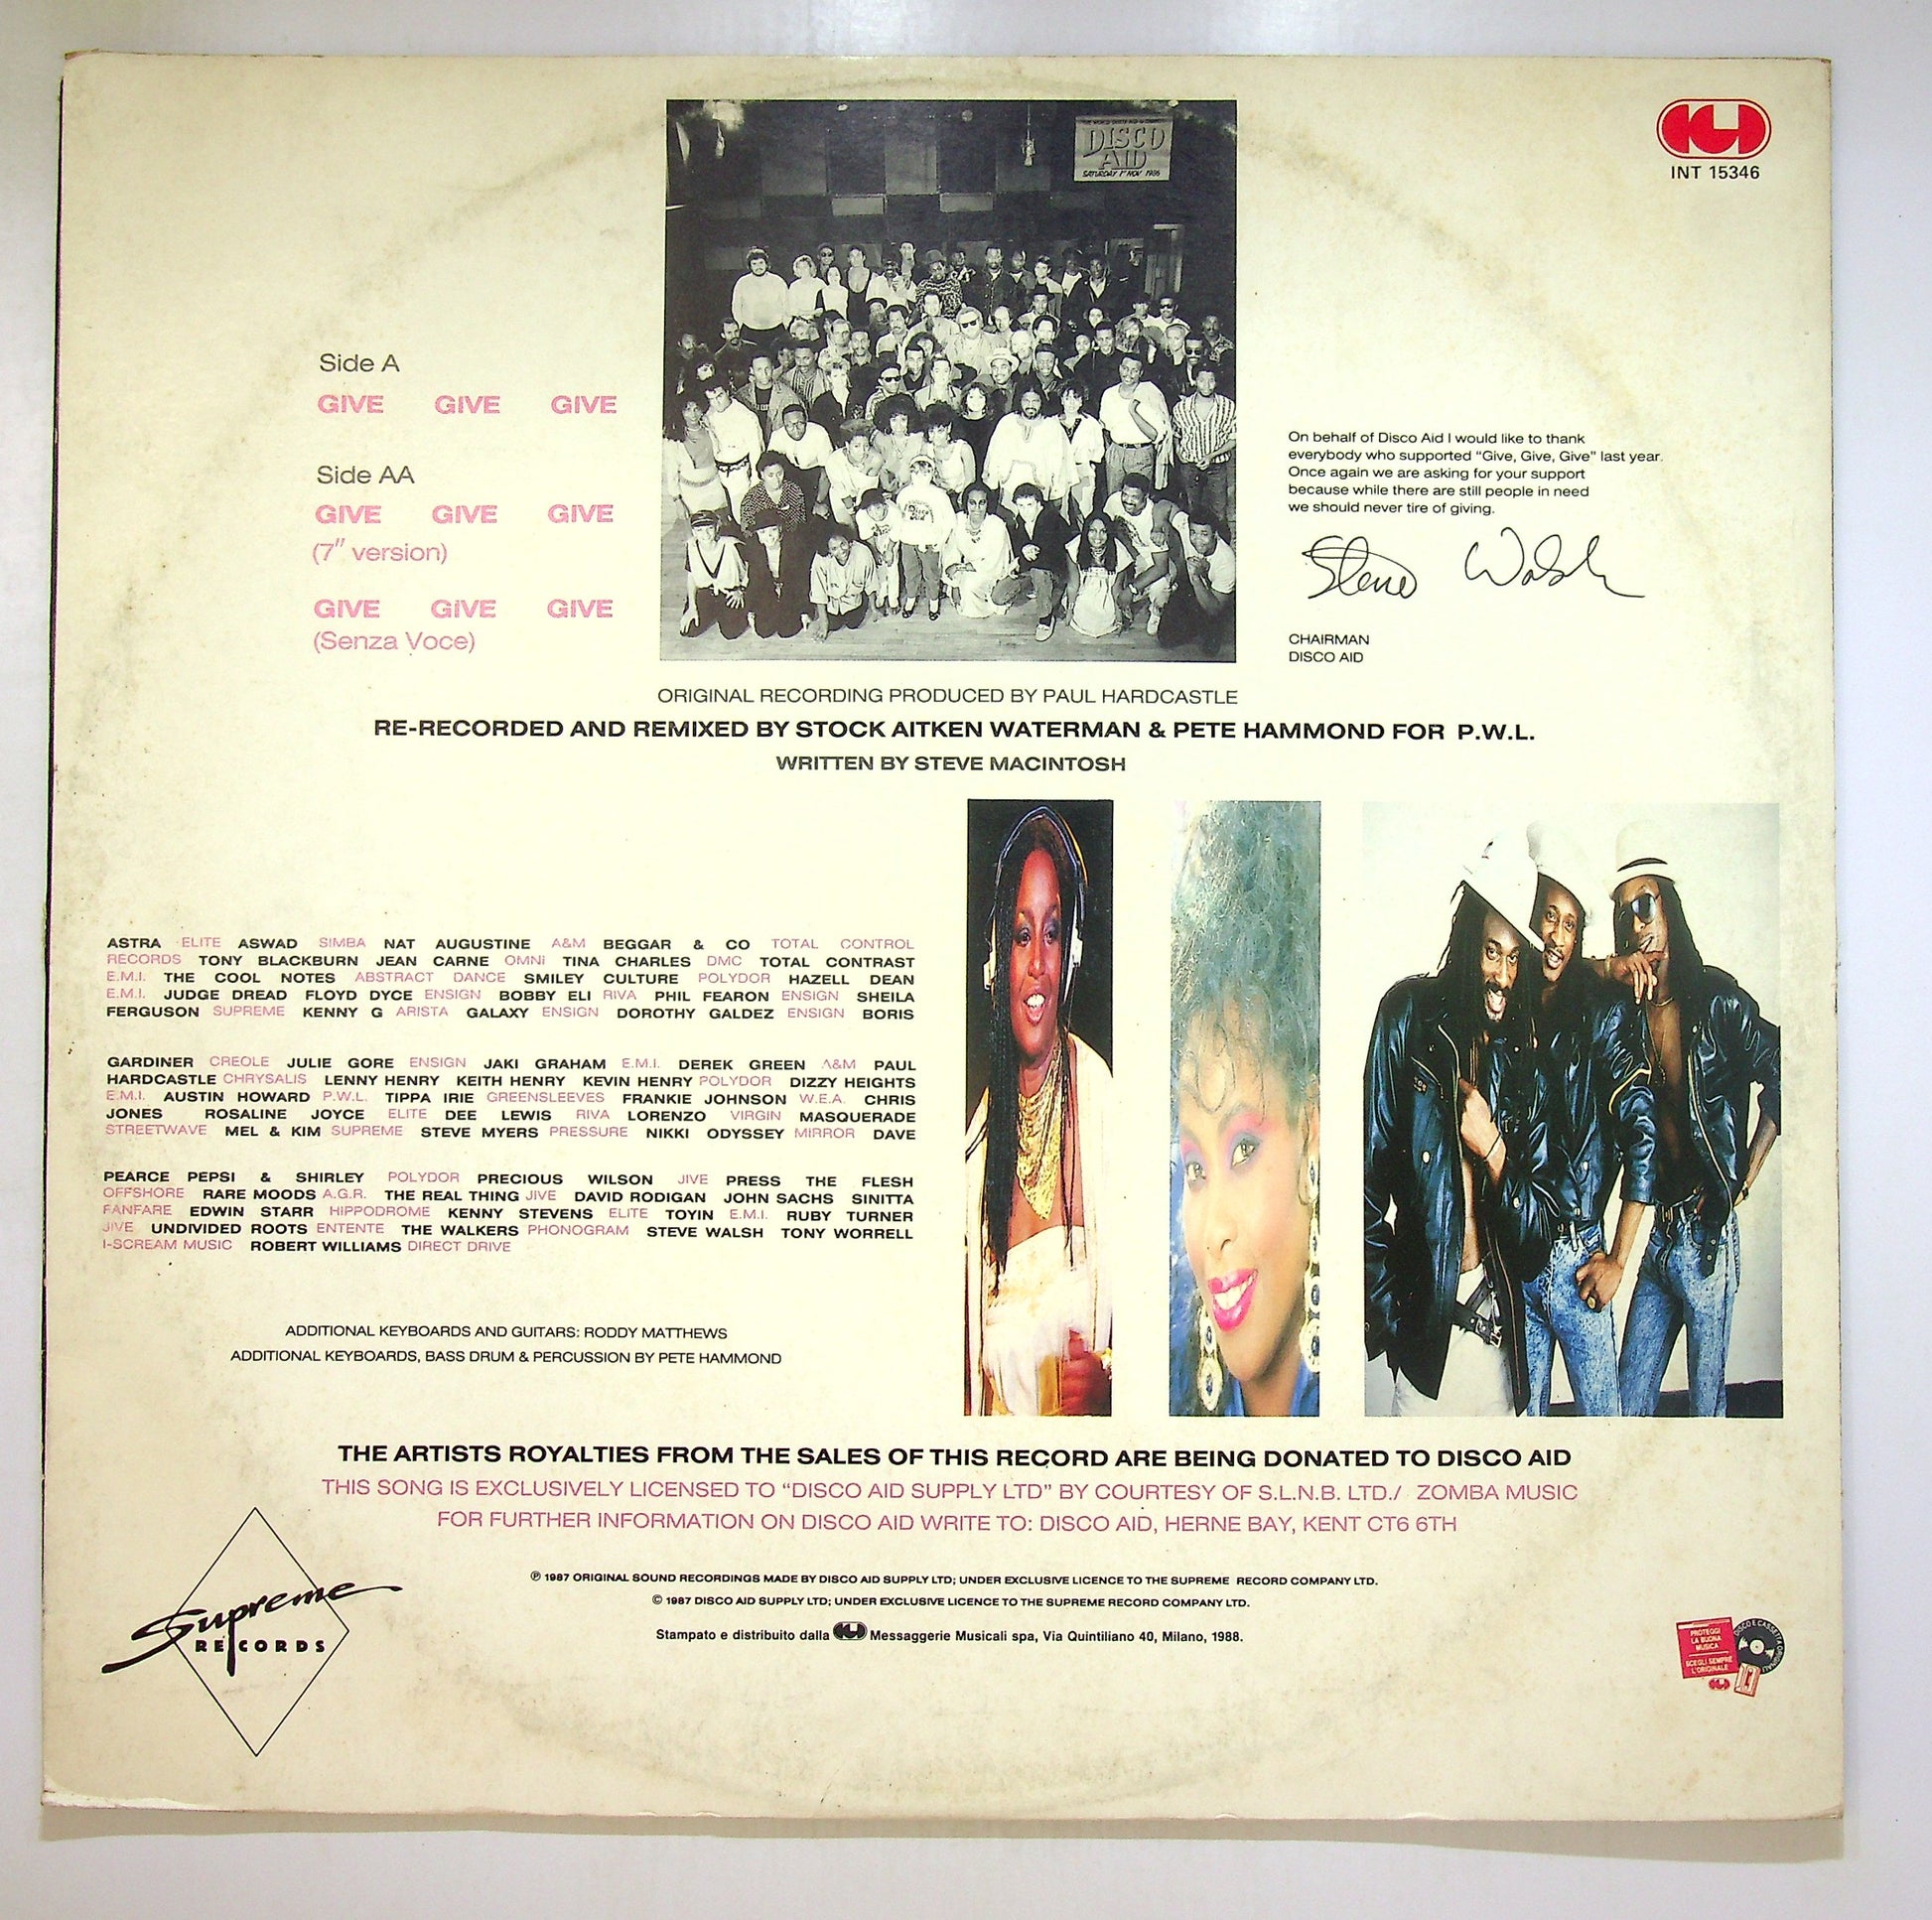 INT 15346
DISCO
AID
SATURDAY 1st NOV 1986
Side A
GIVE GIVE GIVE
Side AA
GIVE GIVE GIVE
(7" version)
GIVE GIVE GIVE
(Senza Voce)
On behalf of Disco Aid I would like to thank
everybody who supported “Give, Give, Give” last year.
Once again we are asking for your support
because while there are still people in need
we should never tire of giving.
Steve Walsh
CHAIRMAN
DISCO AID
ORIGINAL RECORDING PRODUCED BY PAUL HARDCASTLE
RE-RECORDED AND REMIXED BY STOCK AITKEN WATERMAN & PETE HAMMOND FOR P.W.L.
WRITTEN BY STEVE MACINTOSH
ASTRA ELITE ASWAD SIMBA NAT AUGUSTINE A&M BEGGAR & CO TOTAL CONTROL
RECORDS TONY BLACKBURN JEAN CARNE OMNI TINA CHARLES DMC TOTAL CONTRAST
E.M.I. THE COOL NOTES ABSTRACT DANCE SMILEY CULTURE POLYDOR HAZELL DEAN
E.M.I. JUDGE DREAD FLOYD DYCE ENSIGN BOBBY ELI RIVA PHIL FEARON ENSIGN SHEILA
FERGUSON SUPREME KENNY G ARISTA GALAXY ENSIGN DOROTHY GALDEZ ENSIGN BORIS
GARDINER CREOLE JULIE GORE ENSIGN JAKI GRAHAM E.M.I. DEREK GREEN A&M PAUL
HARDCASTLE CHRYSALIS LENNY HENRY KEITH HENRY KEVIN HENRY POLYDOR DIZZY HEIGHTS
E.M.I. AUSTIN HOWARD P.W.L. TIPPA IRIE GREENSLEEVES FRANKIE JOHNSON W.E.A. CHRIS
JONES ROSALINE JOYCE ELITE DEE LEWIS RIVA LORENZO VIRGIN MASQUERADE
STREETWAVE MEL & KIM SUPREME STEVE MYERS PRESSURE NIKKI ODYSSEY MIRROR DAVE
PEARCE PEPSI & SHIRLEY POLYDOR PRECIOUS WILSON JIVE PRESS THE FLESH
OFFSHORE RARE MOODS A.G.R. THE REAL THING JIVE DAVID RODIGAN JOHN SACHS SINITTA
FANFARE EDWIN STARR HIPPODROME KENNY STEVENS ELITE TOYIN E.M.I. RUBY TURNER
JIVE UNDIVIDED ROOTS ENTENTE THE WALKERS PHONOGRAM STEVE WALSH TONY WORRELL
I-SCREAM MUSIC ROBERT WILLIAMS DIRECT DRIVE
ADDITIONAL KEYBOARDS AND GUITARS: RODDY MATTHEWS
ADDITIONAL KEYBOARDS, BASS DRUM & PERCUSSION BY PETE HAMMOND
THE ARTISTS ROYALTIES FROM THE SALES OF THIS RECORD ARE BEING DONATED TO DISCO AID
THIS SONG IS EXCLUSIVELY LICENSED TO “DISCO AID SUPPLY LTD” BY COURTESY OF S.L.N.B. LTD./ ZOMBA MUSIC
FOR FURTHER INFORMATION ON DISCO AID WRITE TO: DISCO AID, HERNE BAY, KENT CT6 6TH
℗ 1987 ORIGINAL SOUND RECORDINGS MADE BY DISCO AID SUPPLY LTD; UNDER EXCLUSIVE LICENCE TO THE SUPREME RECORD COMPANY LTD.
© 1987 DISCO AID SUPPLY LTD; UNDER EXCLUSIVE LICENCE TO THE SUPREME RECORD COMPANY LTD.
Stampato e distribuito dalla Messaggerie Musicali spa, Via Quintiliano 40, Milano, 1988.
Supreme
RECORDS
PROTEGGI
LA BUONA
MUSICA
SCEGLI SEMPRE
L'ORIGINALE